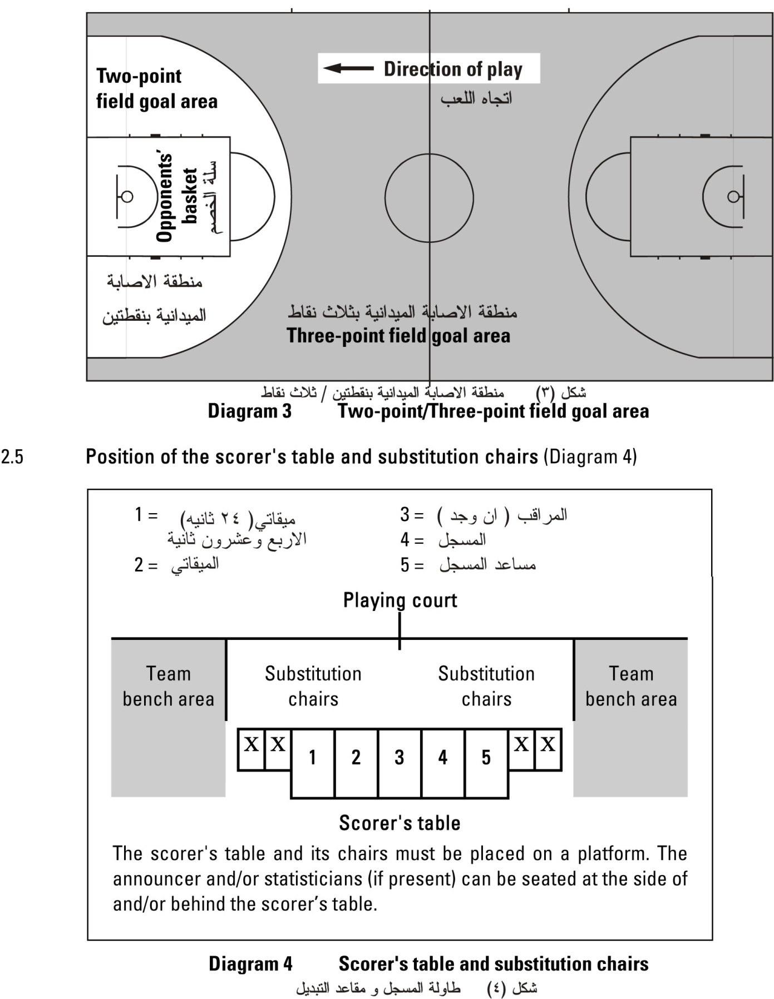 Direction of play
اتجاه اللعب
Two-point
field goal area
Opponents’
basket
سلة الخصم
منطقة الاصابة
الميدانية بنقطتين
منطقة الاصابة الميدانية بثلاث نقاط
Three-point field goal area
شكل (٣) منطقة الاصابة الميدانية بنقطتين / ثلاث نقاط
Diagram 3 Two-point/Three-point field goal area
2.5 Position of the scorer's table and substitution chairs (Diagram 4)
1 = ميقاتي( ٢٤ ثانيه)
الاربع وعشرون ثانية
2 = الميقاتي
3 = المراقب ( ان وجد )
4 = المسجل
5 = مساعد المسجل
Playing court
Team
bench area
Substitution
chairs
Substitution
chairs
Team
bench area
X X 1 2 3 4 5 X X
Scorer's table
The scorer's table and its chairs must be placed on a platform. The
announcer and/or statisticians (if present) can be seated at the side of
and/or behind the scorer’s table.
Diagram 4 Scorer's table and substitution chairs
شكل (٤) طاولة المسجل و مقاعد التبديل